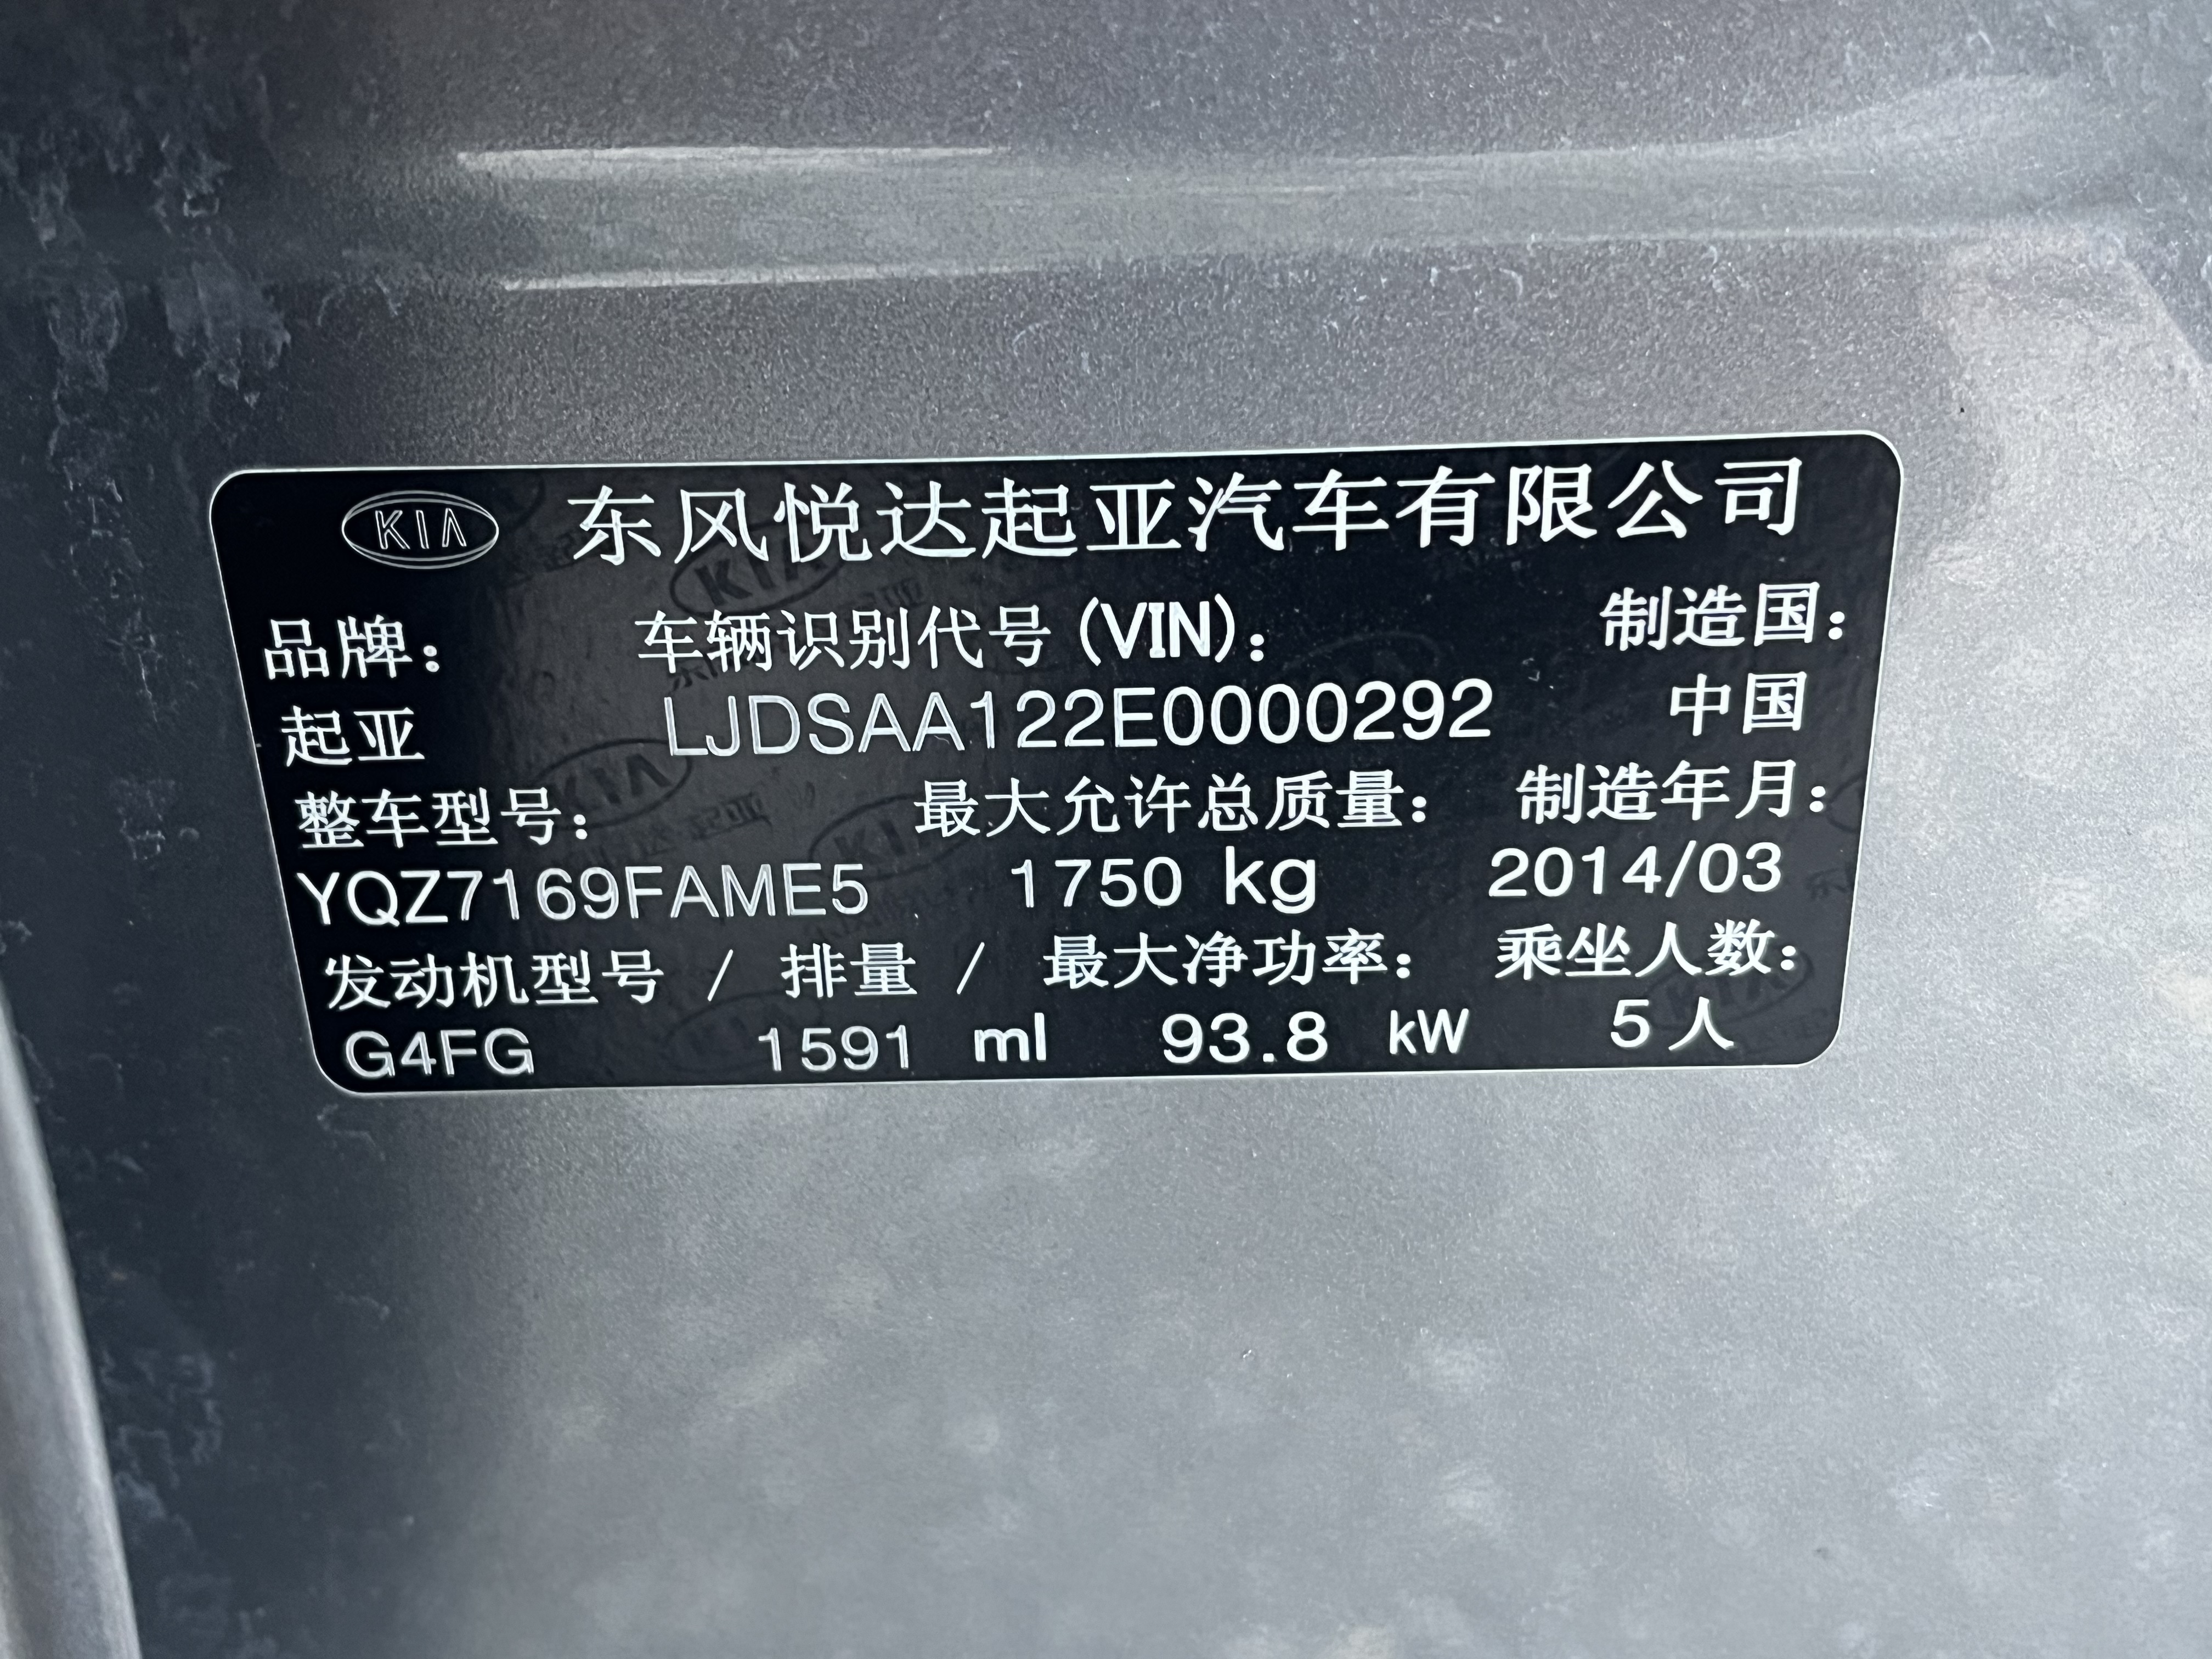 KIA 东风悦达起亚汽车有限公司
品牌： 车辆识别代号 (VIN)： 制造国：
起亚 LJDSAA122E0000292 中国
整车型号： 最大允许总质量： 制造年月：
YQZ7169FAME5 1750 kg 2014/03
发动机型号 / 排量 / 最大净功率： 乘坐人数：
G4FG 1591 ml 93.8 kW 5人